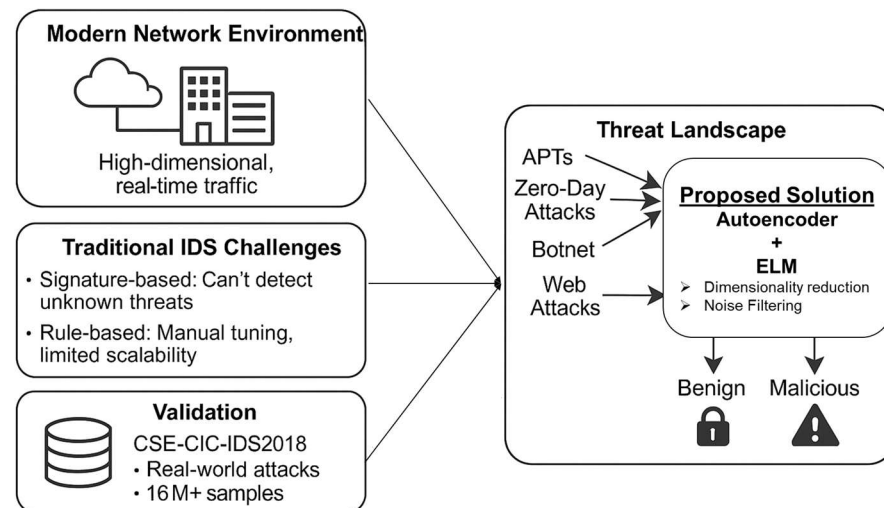 Modern Network Environment
High-dimensional,
real-time traffic
Traditional IDS Challenges
• Signature-based: Can't detect
unknown threats
• Rule-based: Manual tuning,
limited scalability
Validation
CSE-CIC-IDS2018
• Real-world attacks
• 16 M+ samples
Threat Landscape
APTs
Zero-Day
Attacks
Botnet
Web
Attacks
Proposed Solution
Autoencoder
+
ELM
➢ Dimensionality reduction
➢ Noise Filtering
Benign
Malicious